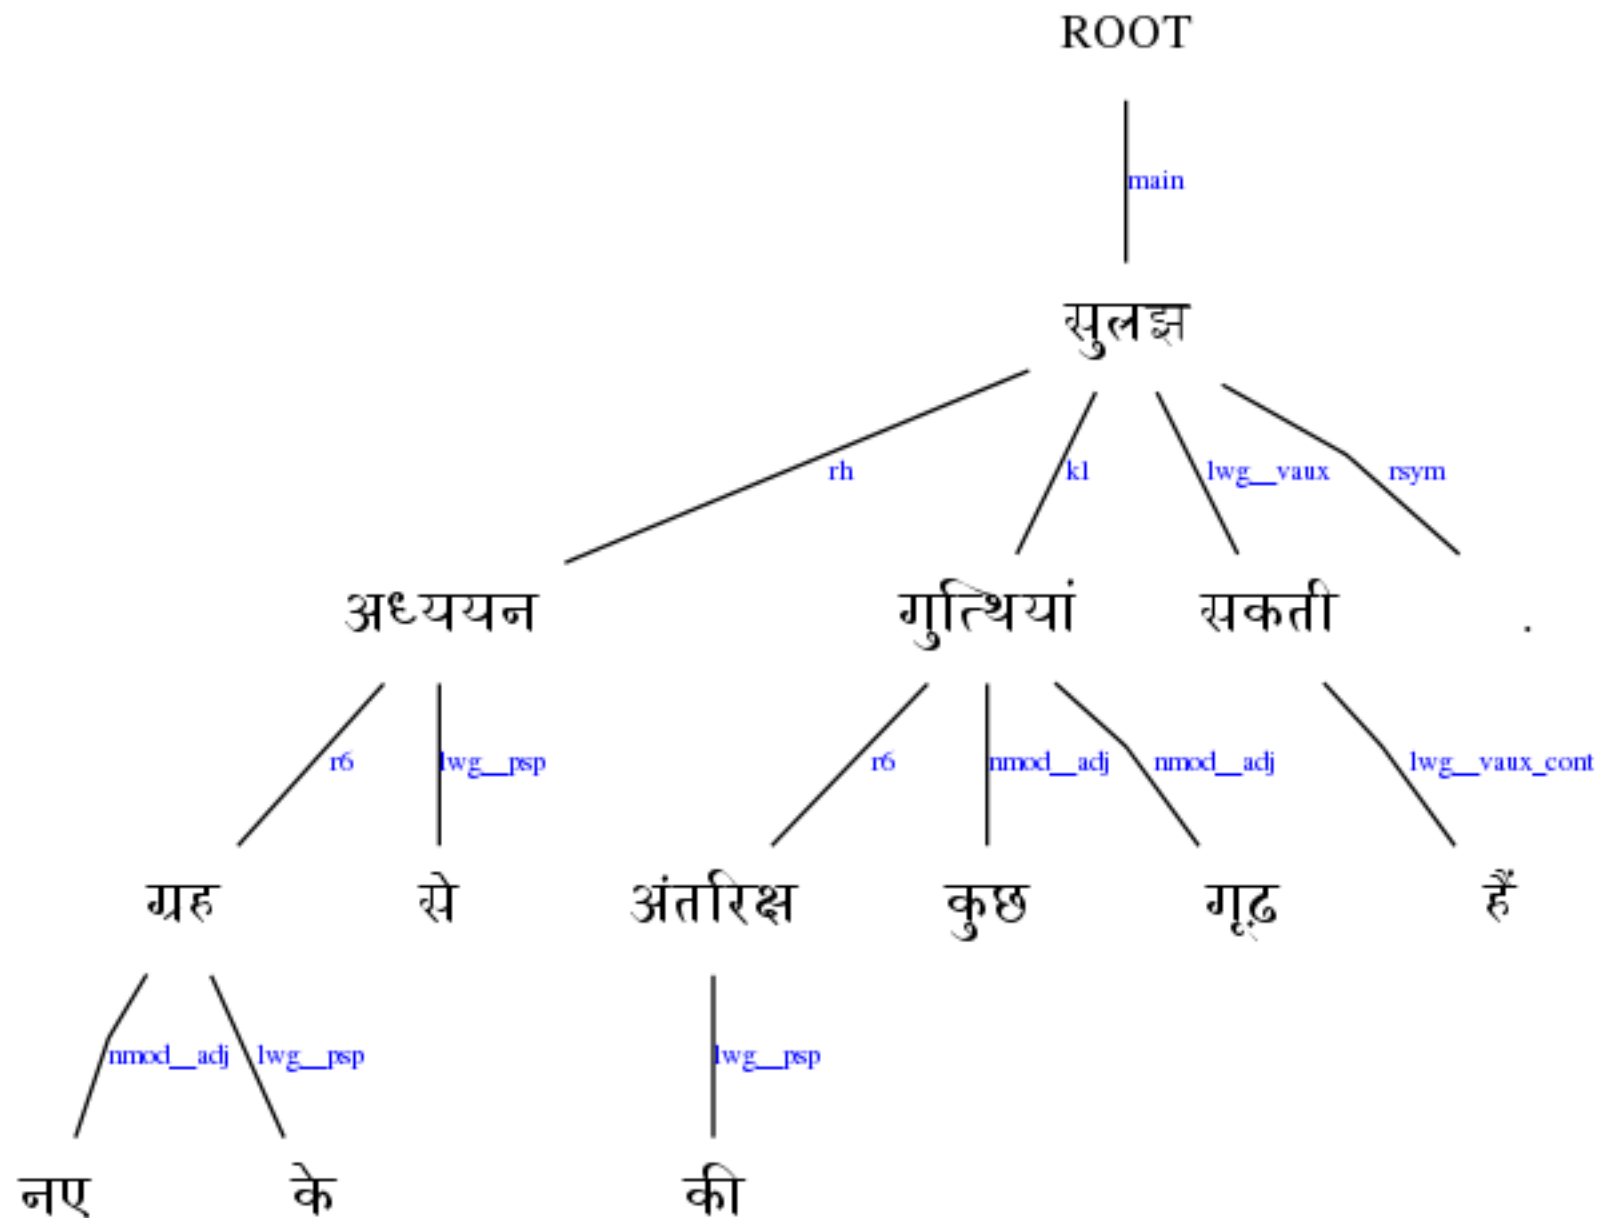 ROOT
main
सुलझ
rh k1 lwg__vaux rsym
अध्ययन गुत्थियां सकती .
r6 lwg__psp r6 nmod__adj nmod__adj lwg__vaux_cont
ग्रह से अंतरिक्ष कुछ गूढ़ हैं
nmod__adj lwg__psp lwg__psp
नए के की